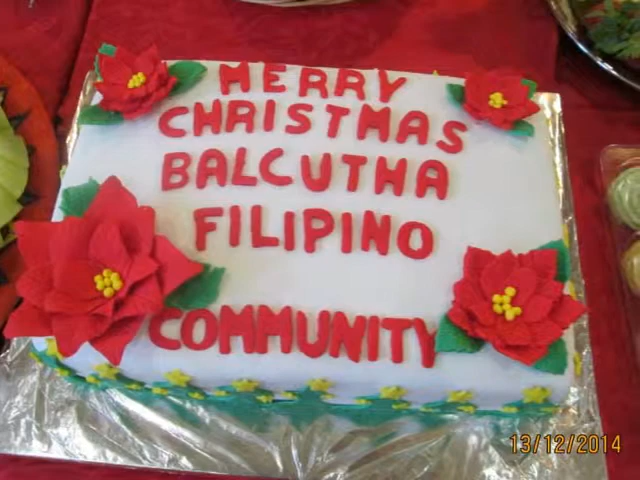 MERRY
CHRISTMAS
BALCUTHA
FILIPINO
COMMUNITY
13/12/2014